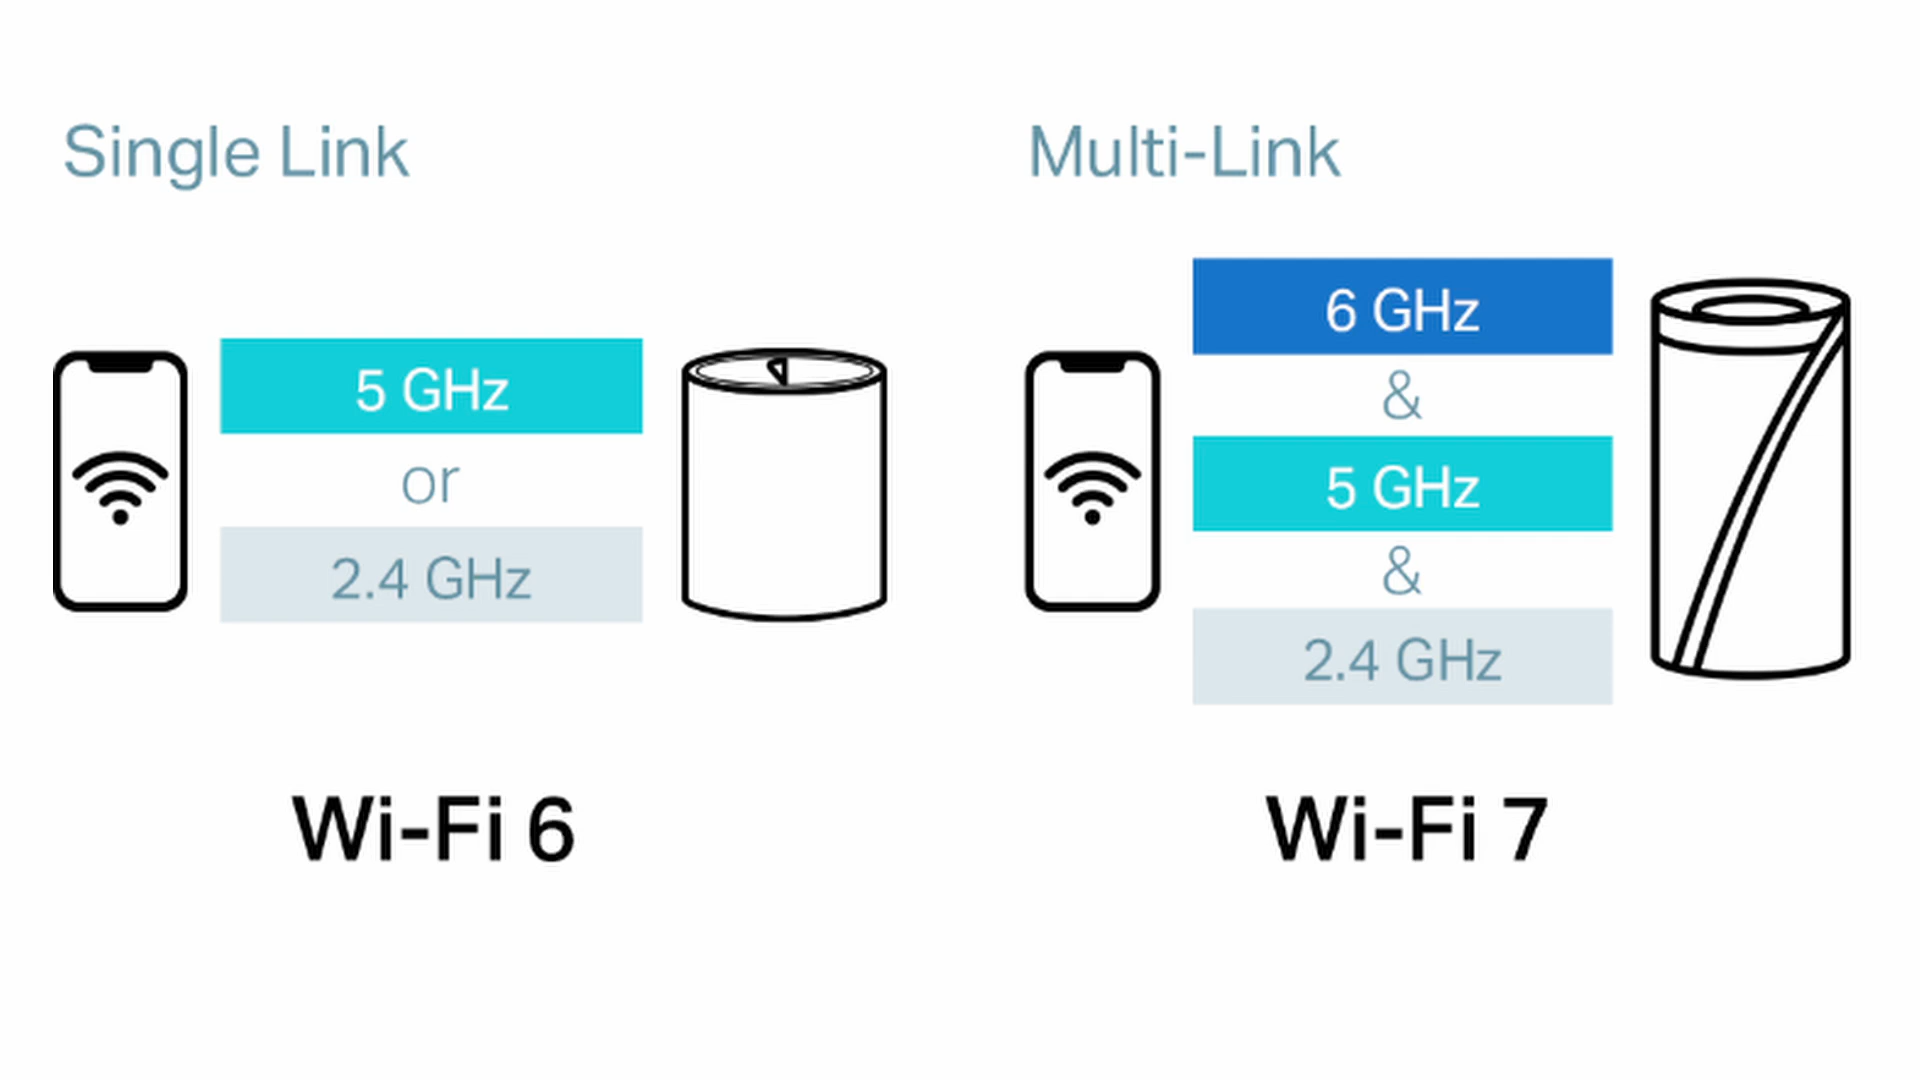 Single Link
5 GHz
or
2.4 GHz
Wi-Fi 6
Multi-Link
6 GHz
&
5 GHz
&
2.4 GHz
Wi-Fi 7